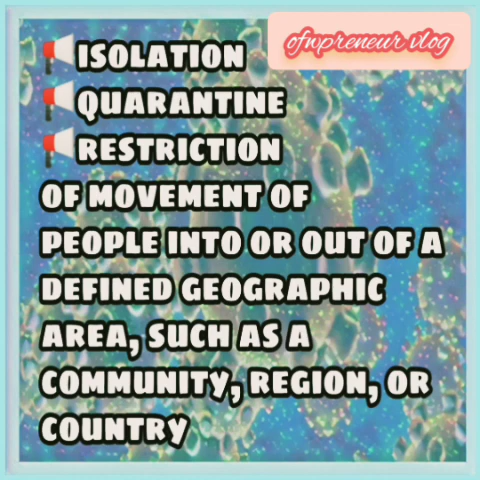 ofwpreneur vlog
ISOLATION
QUARANTINE
RESTRICTION
OF MOVEMENT OF
PEOPLE INTO OR OUT OF A
DEFINED GEOGRAPHIC
AREA, SUCH AS A
COMMUNITY, REGION, OR
COUNTRY